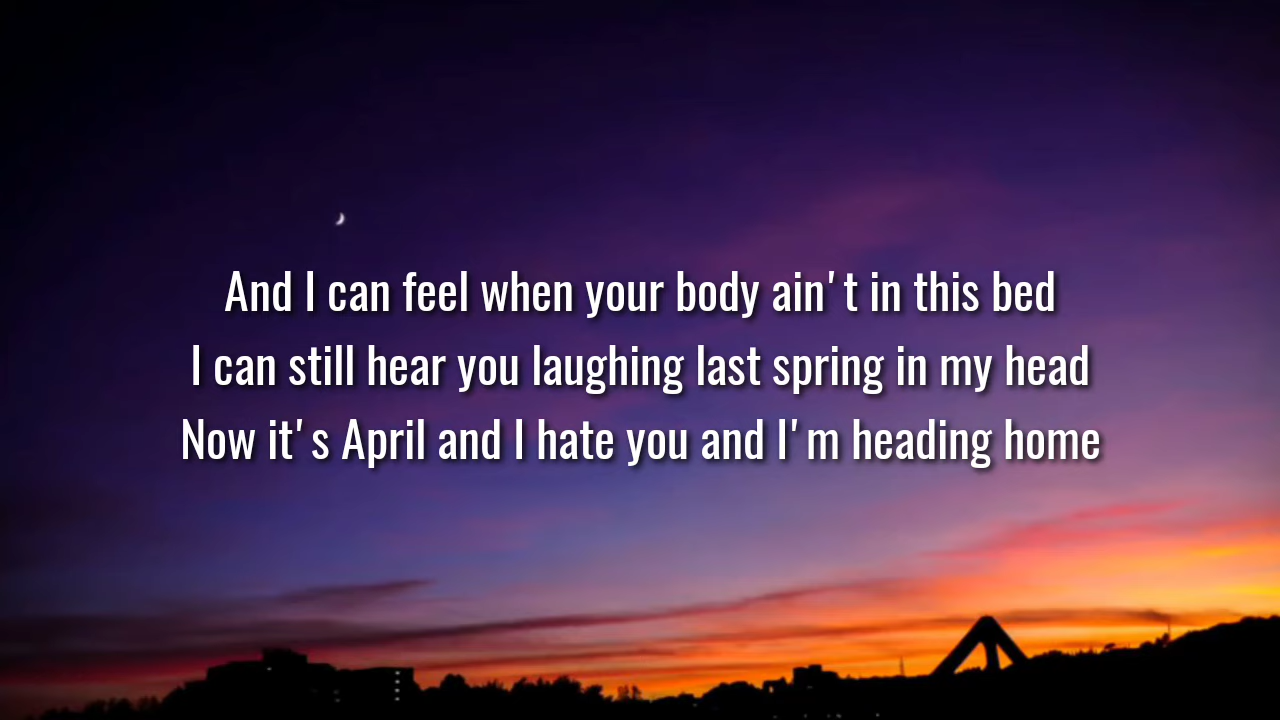 And I can feel when your body ain't in this bed
I can still hear you laughing last spring in my head
Now it's April and I hate you and I'm heading home